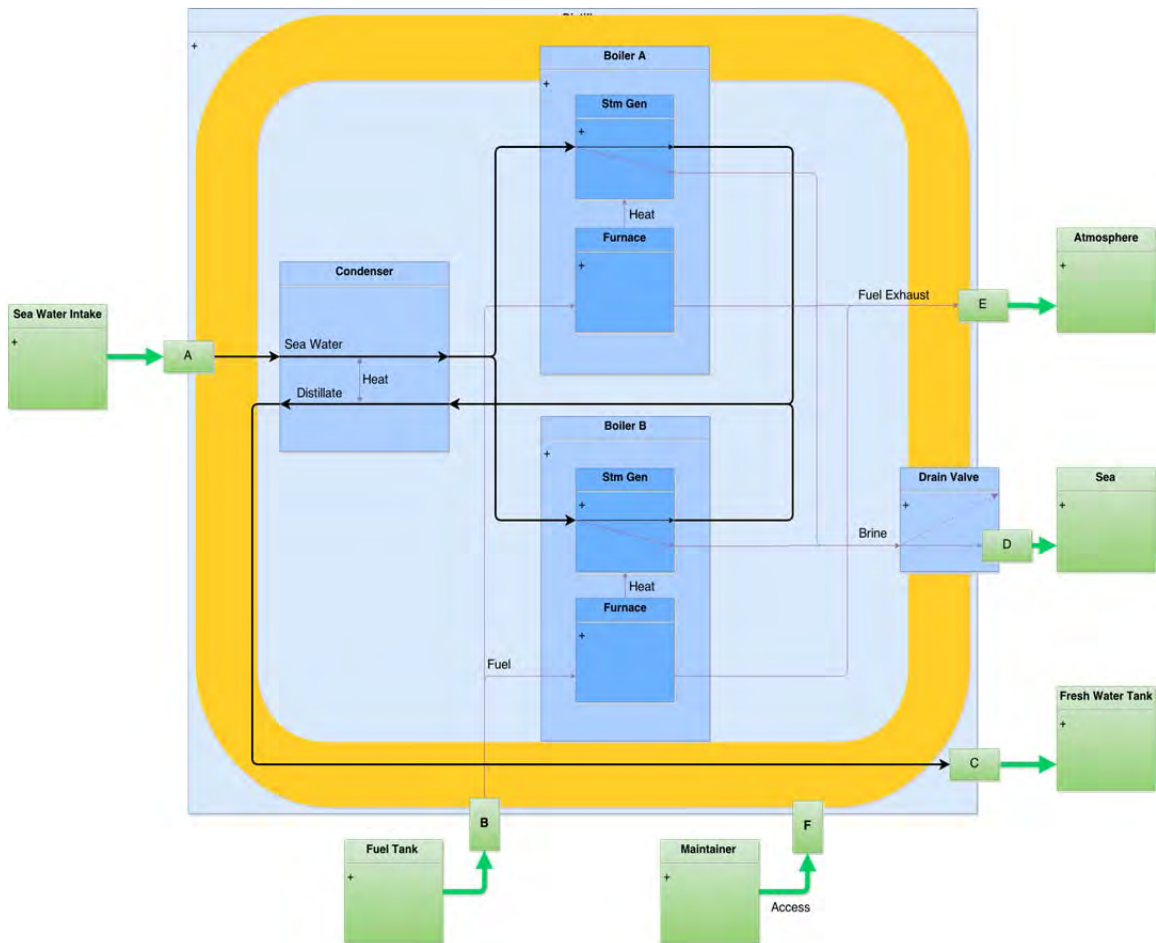 Boiler A
+
+
Stm Gen
+
Heat
Furnace
+
Condenser
Sea Water
Heat
Distillate
Sea Water Intake
+
A
Fuel Exhaust
E
Atmosphere
+
Boiler B
+
Stm Gen
+
Heat
Furnace
+
Brine
Drain Valve
+
D
Sea
+
Fuel
Fresh Water Tank
+
C
B
F
Fuel Tank
+
Maintainer
+
Access